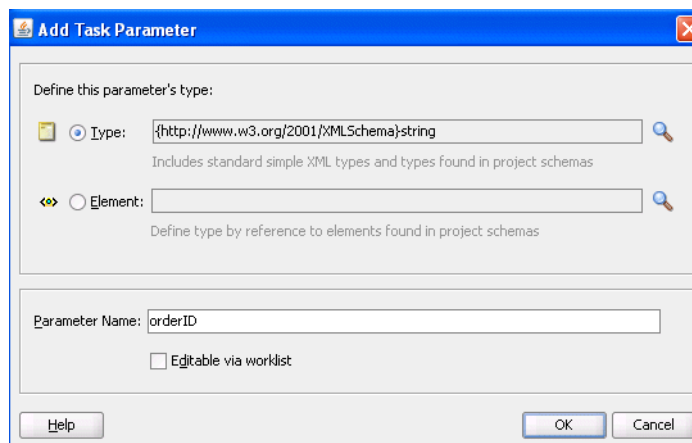 Add Task Parameter
Define this parameter's type:
Type: {http://www.w3.org/2001/XMLSchema}string
Includes standard simple XML types and types found in project schemas
Element:
Define type by reference to elements found in project schemas
Parameter Name: orderID
Editable via worklist
Help OK Cancel